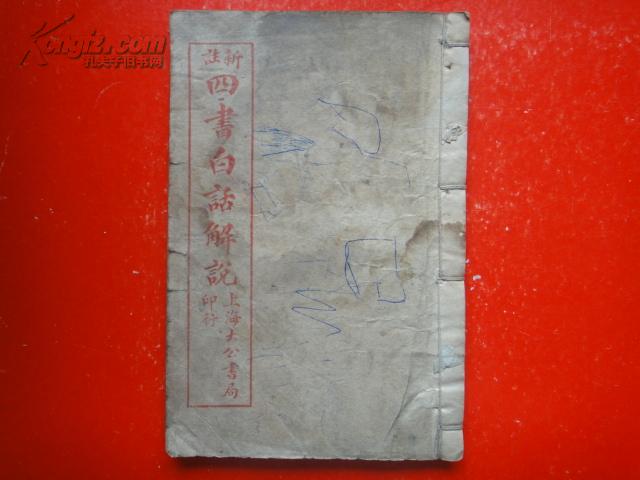 Kongfz.com
孔夫子旧书网
新註
四書白話解說
上海大公書局
印行